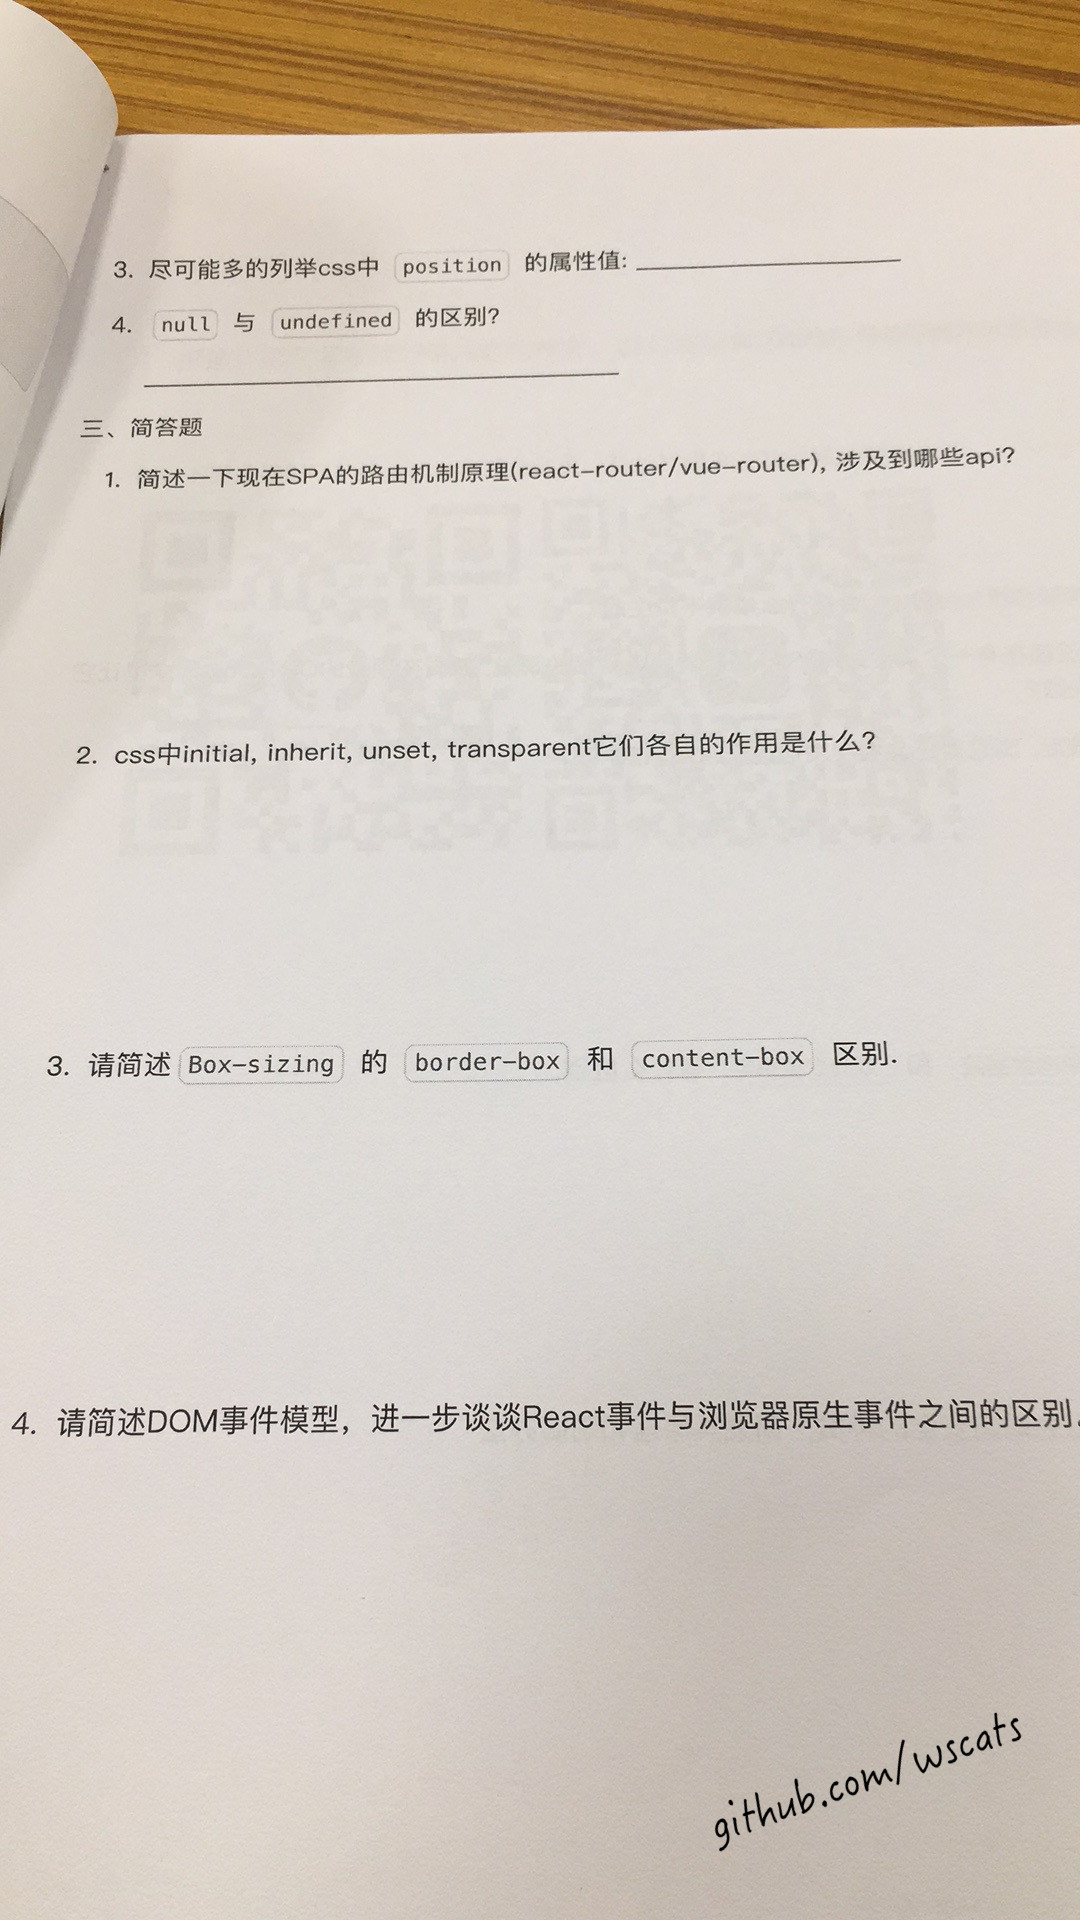 3. 尽可能多的列举css中 position 的属性值: ____________
4. null 与 undefined 的区别?
____________
三、简答题
1. 简述一下现在SPA的路由机制原理(react-router/vue-router), 涉及到哪些api?
2. css中initial, inherit, unset, transparent它们各自的作用是什么?
3. 请简述 Box-sizing 的 border-box 和 content-box 区别.
4. 请简述DOM事件模型，进一步谈谈React事件与浏览器原生事件之间的区别.
github.com/wscats